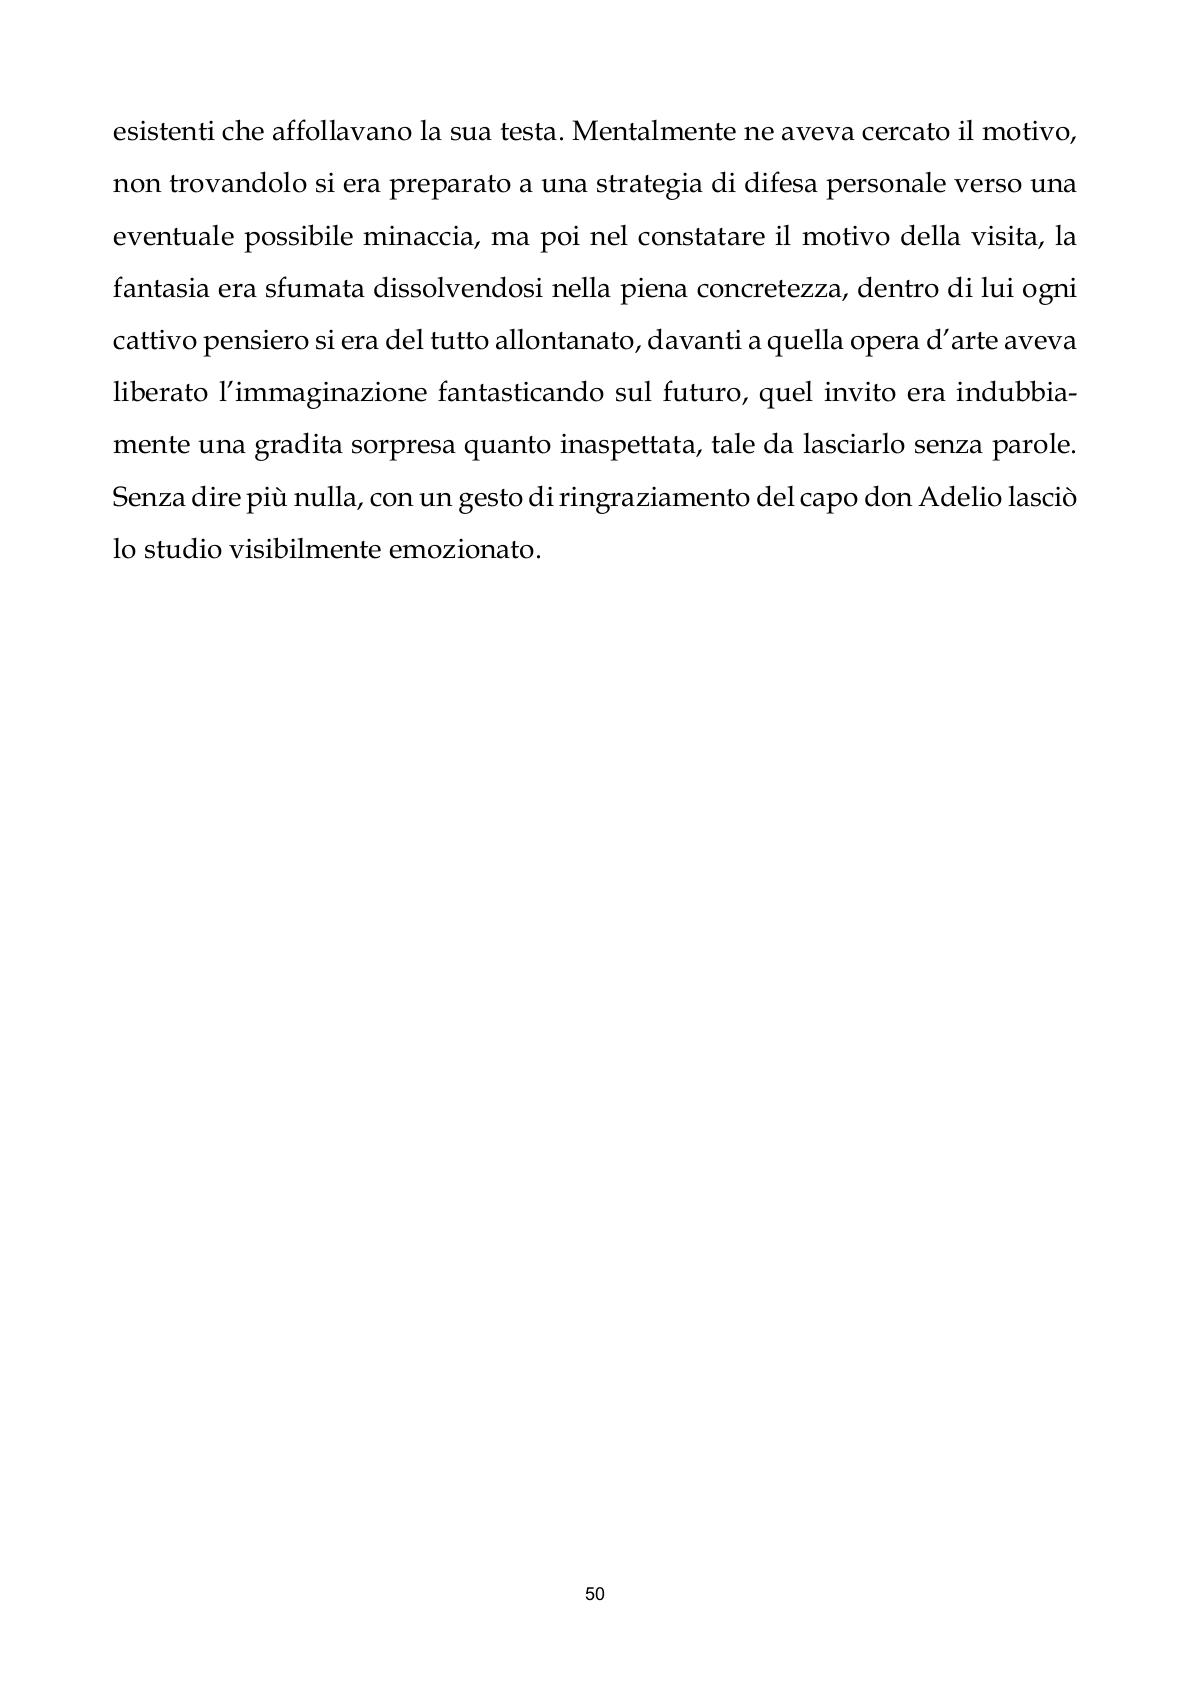 esistenti che affollavano la sua testa. Mentalmente ne aveva cercato il motivo,
non trovandolo si era preparato a una strategia di difesa personale verso una
eventuale possibile minaccia, ma poi nel constatare il motivo della visita, la
fantasia era sfumata dissolvendosi nella piena concretezza, dentro di lui ogni
cattivo pensiero si era del tutto allontanato, davanti a quella opera d’arte aveva
liberato l’immaginazione fantasticando sul futuro, quel invito era indubbia-
mente una gradita sorpresa quanto inaspettata, tale da lasciarlo senza parole.
Senza dire più nulla, con un gesto di ringraziamento del capo don Adelio lasciò
lo studio visibilmente emozionato.
50